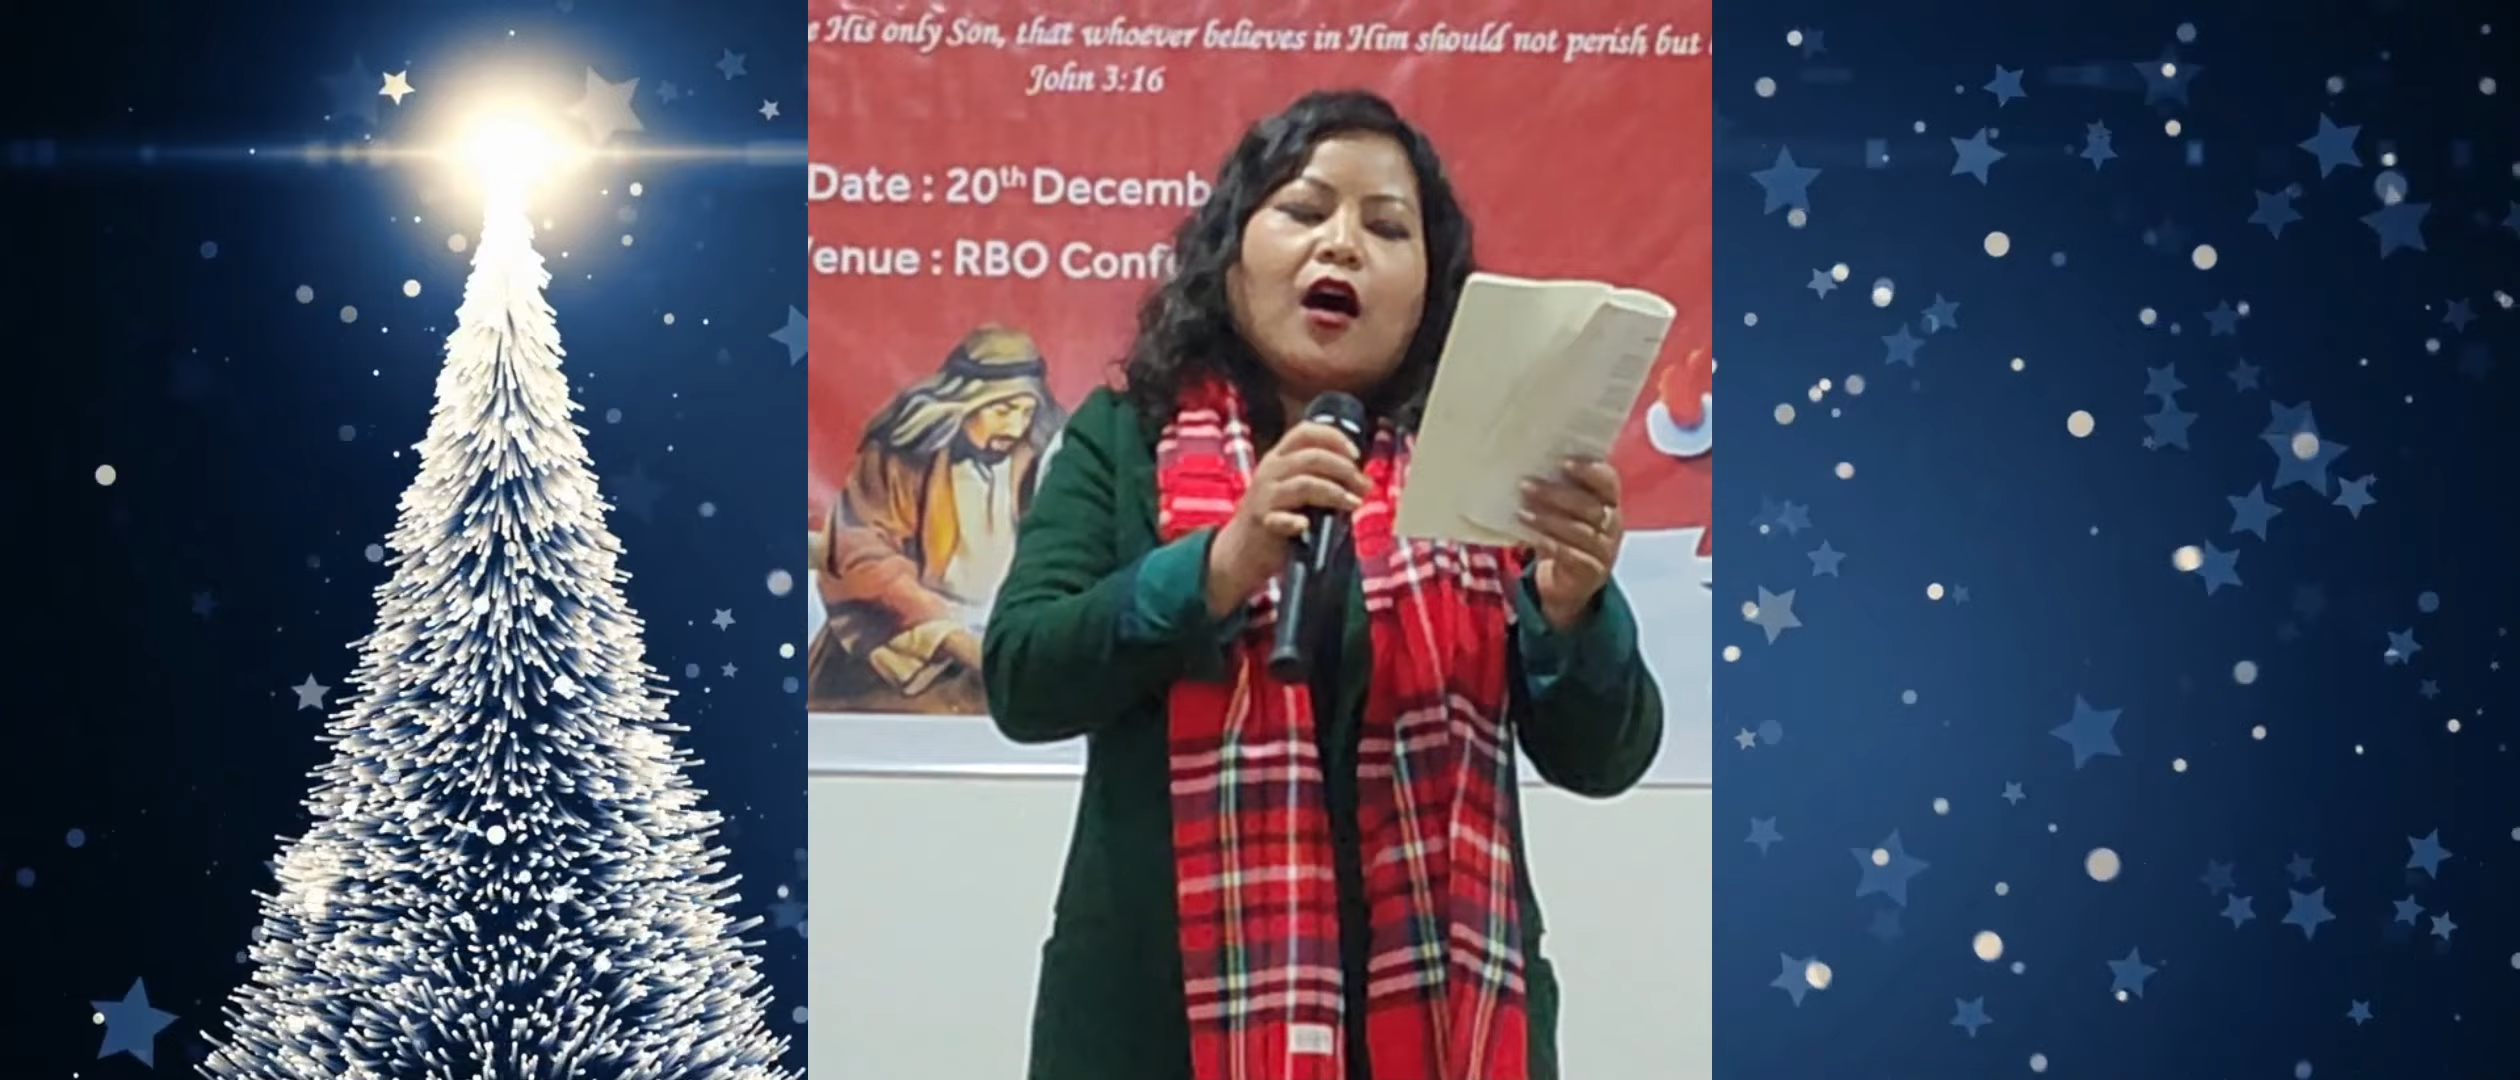 e His only Son, that whoever believes in Him should not perish but
John 3:16
Date : 20th Decemb
enue : RBO Conf